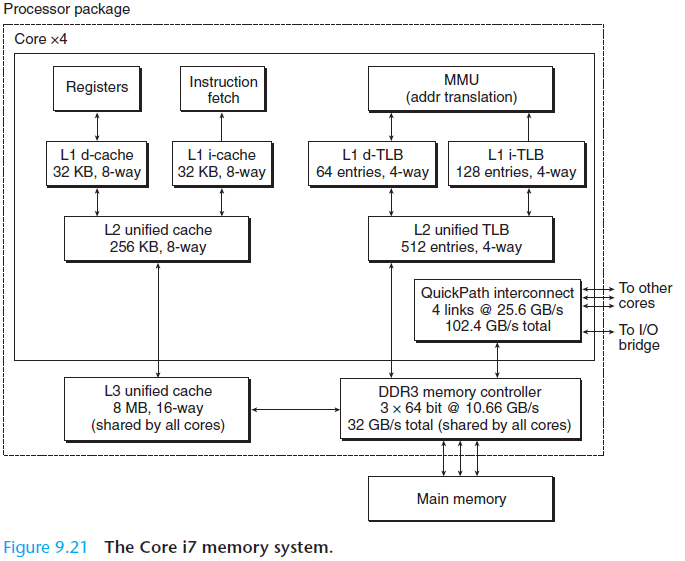 Processor package
Core ×4
Registers
Instruction
fetch
MMU
(addr translation)
L1 d-cache
32 KB, 8-way
L1 i-cache
32 KB, 8-way
L1 d-TLB
64 entries, 4-way
L1 i-TLB
128 entries, 4-way
L2 unified cache
256 KB, 8-way
L2 unified TLB
512 entries, 4-way
QuickPath interconnect
4 links @ 25.6 GB/s
102.4 GB/s total
To other
cores
To I/O
bridge
L3 unified cache
8 MB, 16-way
(shared by all cores)
DDR3 memory controller
3 × 64 bit @ 10.66 GB/s
32 GB/s total (shared by all cores)
Main memory
Figure 9.21 The Core i7 memory system.